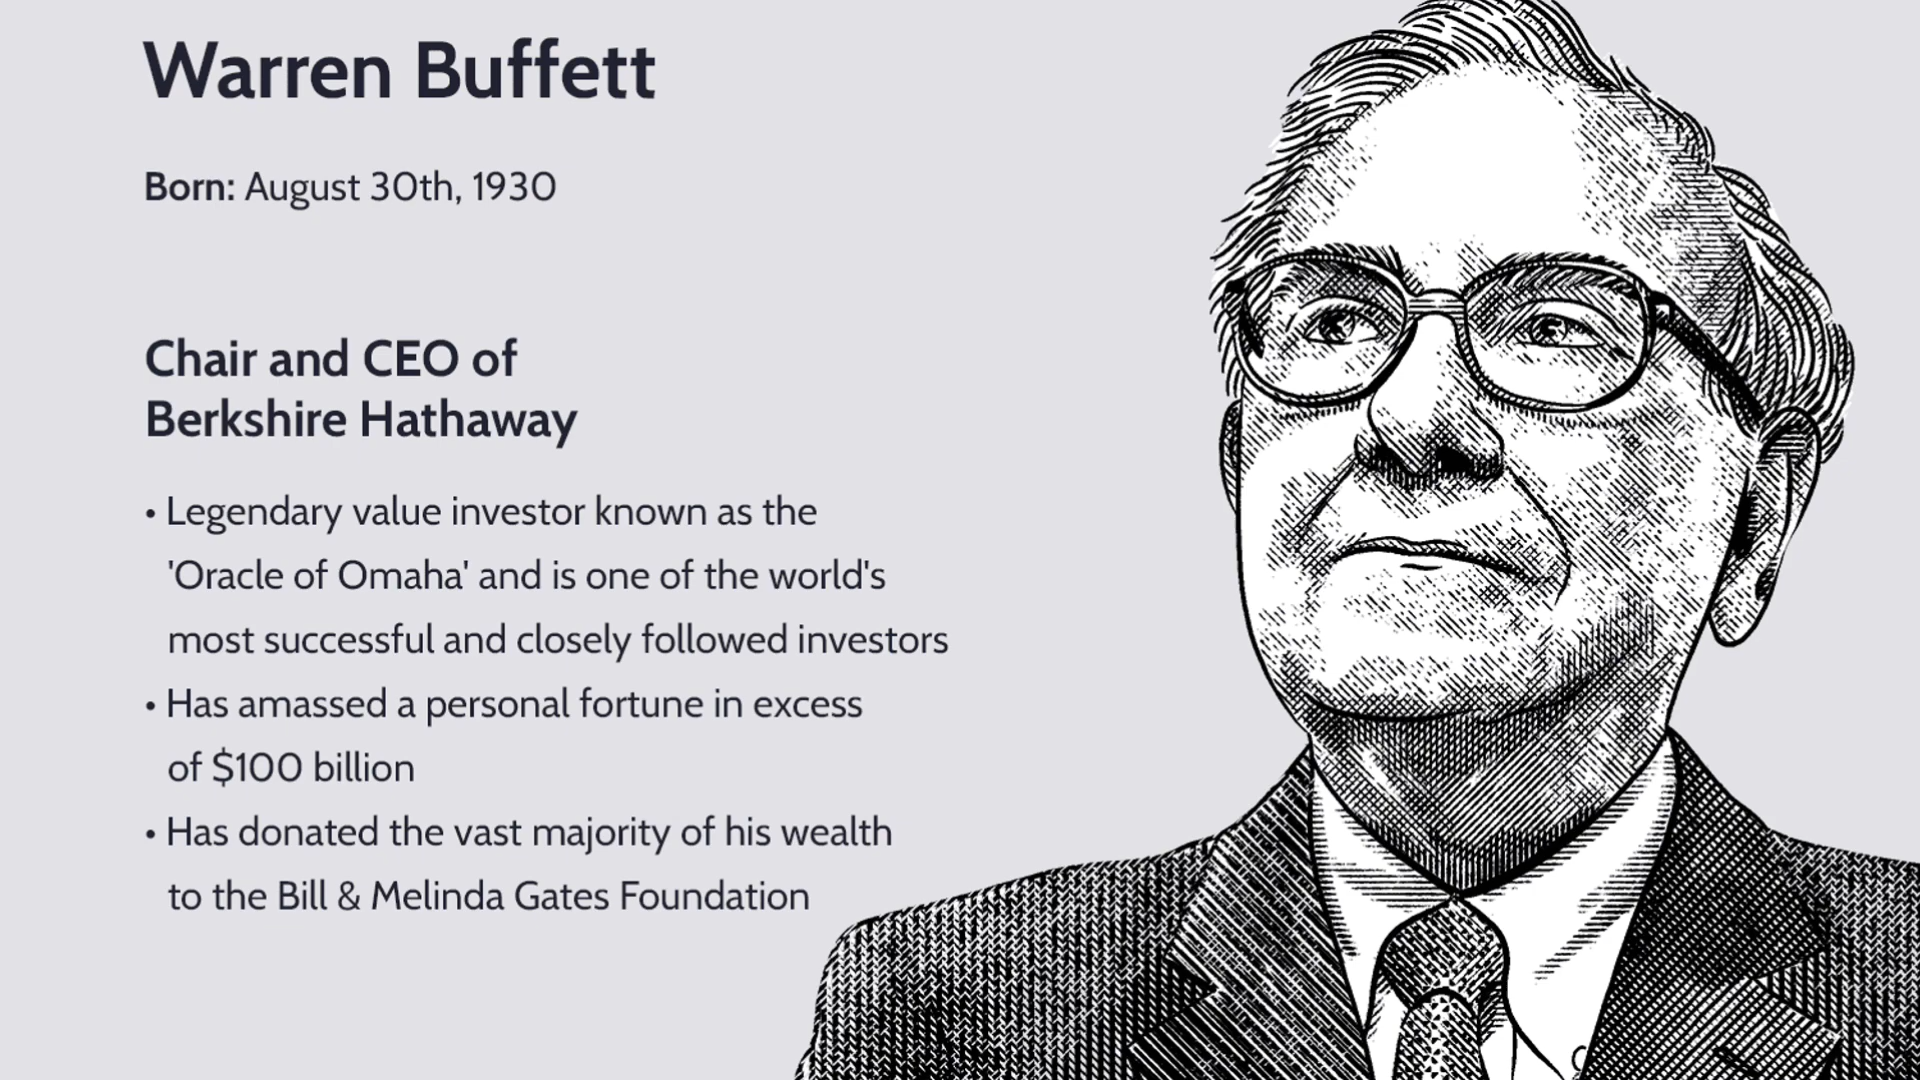 Warren Buffett
Born: August 30th, 1930
Chair and CEO of
Berkshire Hathaway
• Legendary value investor known as the
'Oracle of Omaha' and is one of the world's
most successful and closely followed investors
• Has amassed a personal fortune in excess
of $100 billion
• Has donated the vast majority of his wealth
to the Bill & Melinda Gates Foundation